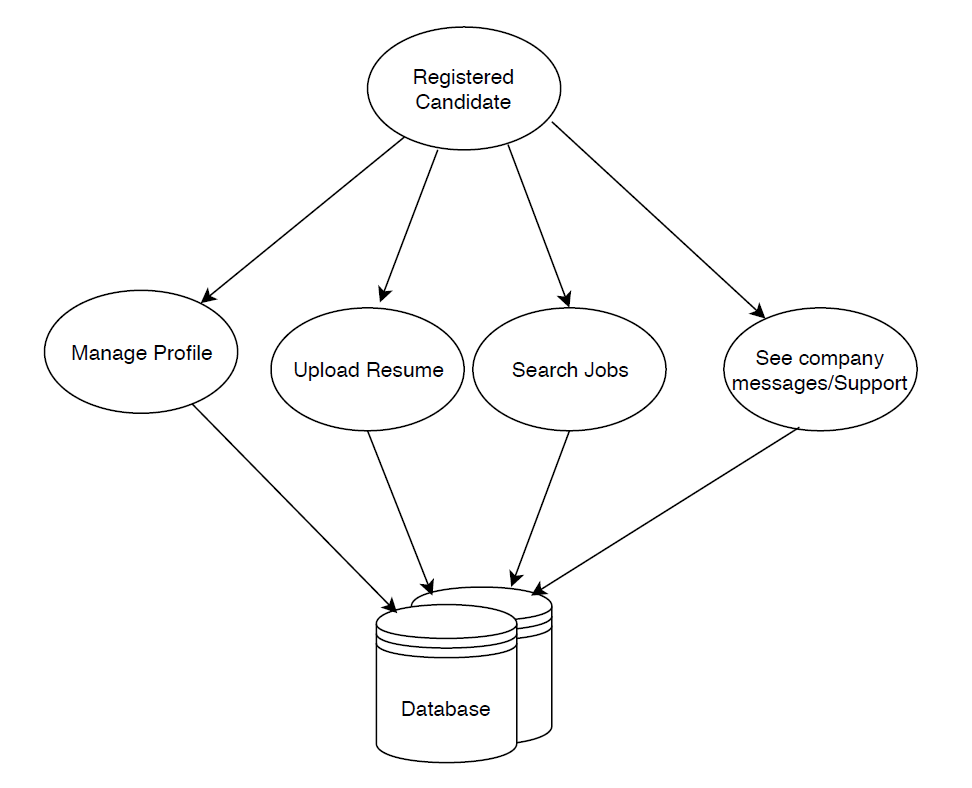 Registered
Candidate
Manage Profile
Upload Resume
Search Jobs
See company
messages/Support
Database